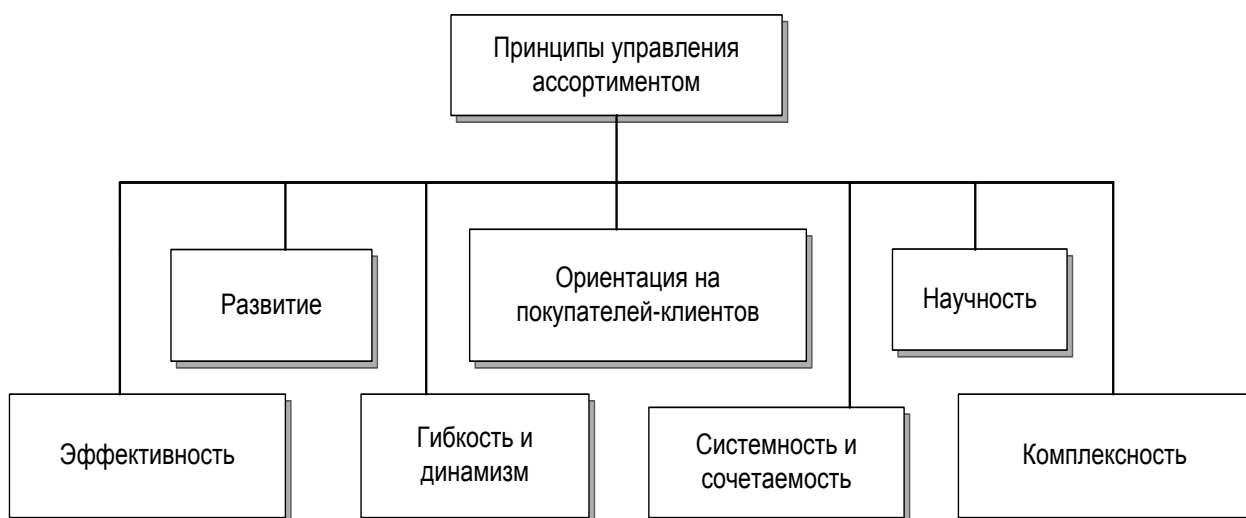 Принципы управления
ассортиментом
Развитие
Ориентация на
покупателей-клиентов
Научность
Эффективность
Гибкость и
динамизм
Системность и
сочетаемость
Комплексность